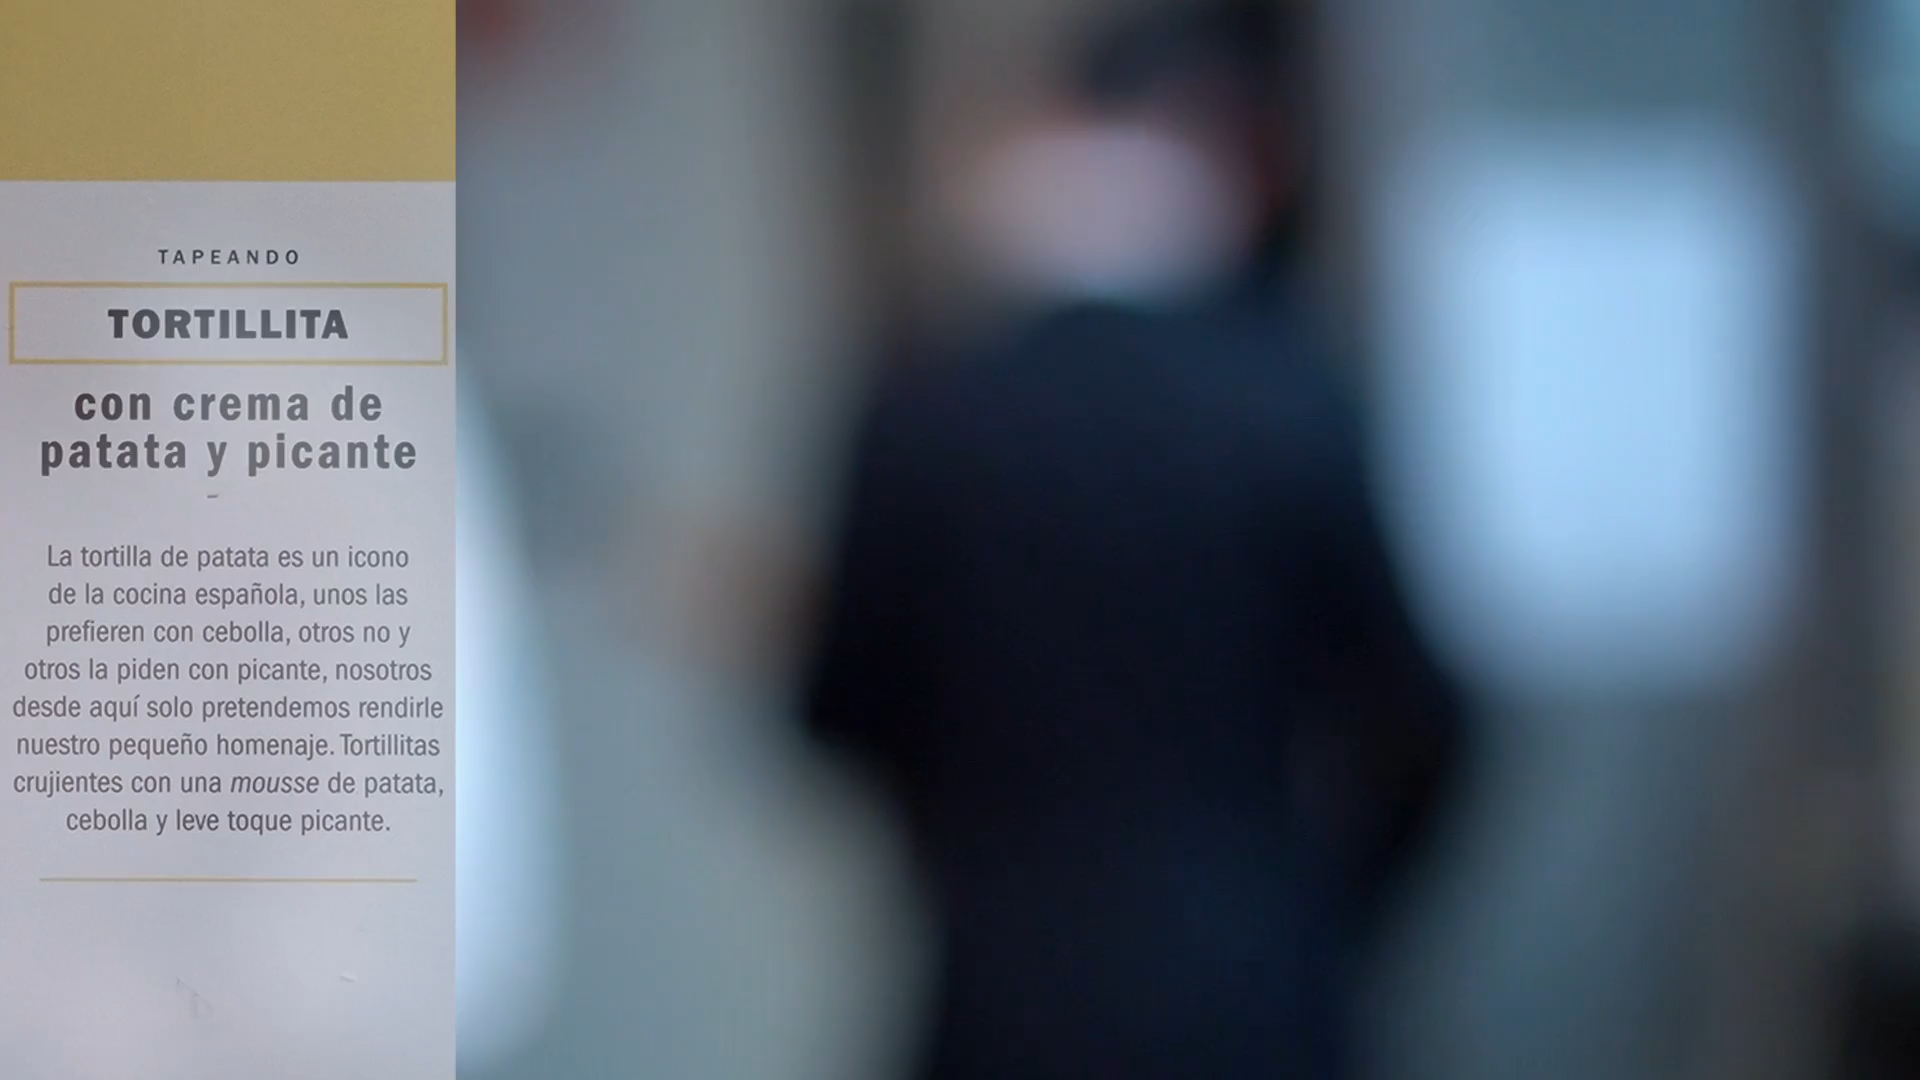 TAPEANDO
TORTILLITA
con crema de
patata y picante
-
La tortilla de patata es un icono
de la cocina española, unos las
prefieren con cebolla, otros no y
otros la piden con picante, nosotros
desde aquí solo pretendemos rendirle
nuestro pequeño homenaje. Tortillitas
crujientes con una mousse de patata,
cebolla y leve toque picante.